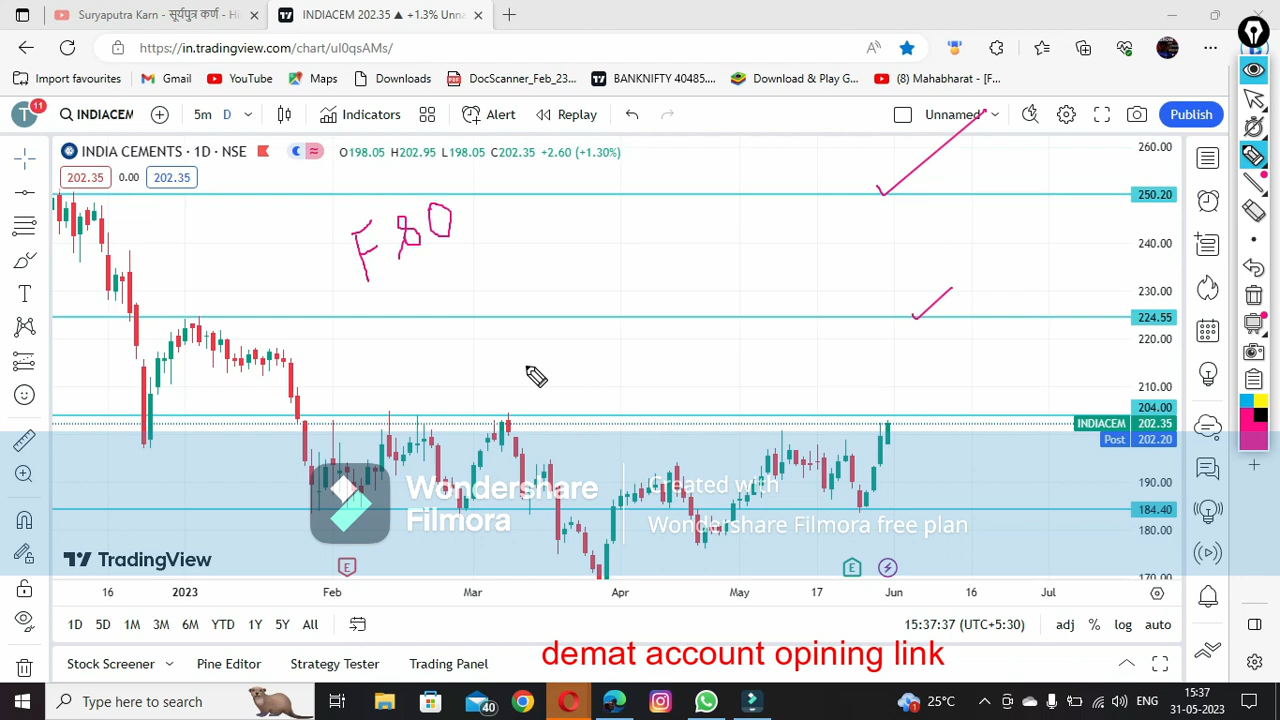 Suryaputra Karn - सूर्यपुत्र कर्ण - Hi
INDIACEM 202.35 ▲ +1.3% Unna
https://in.tradingview.com/chart/ul0qsAMs/
Import favourites
Gmail
YouTube
Maps
Downloads
DocScanner_Feb_23...
BANKNIFTY 40485....
Download & Play G...
(8) Mahabharat - [F...
T 11
INDIACEM
5m
D
Indicators
Alert
Replay
Unnamed
Publish
INDIA CEMENTS · 1D · NSE
O198.05 H202.95 L198.05 C202.35 +2.60 (+1.30%)
202.35 0.00 202.35
F&O
260.00
250.20
240.00
230.00
224.55
220.00
210.00
204.00
INDIACEM 202.35
Post 202.20
190.00
184.40
180.00
170.00
Wondershare
Filmora
Created with
Wondershare Filmora free plan
TradingView
E
E
16 2023 Feb Mar Apr May 17 Jun 16 Jul
1D 5D 1M 3M 6M YTD 1Y 5Y All
15:37:37 (UTC+5:30)
adj % log auto
demat account opining link
Stock Screener
Pine Editor
Strategy Tester
Trading Panel
Type here to search
40
25°C
ENG
15:37
31-05-2023